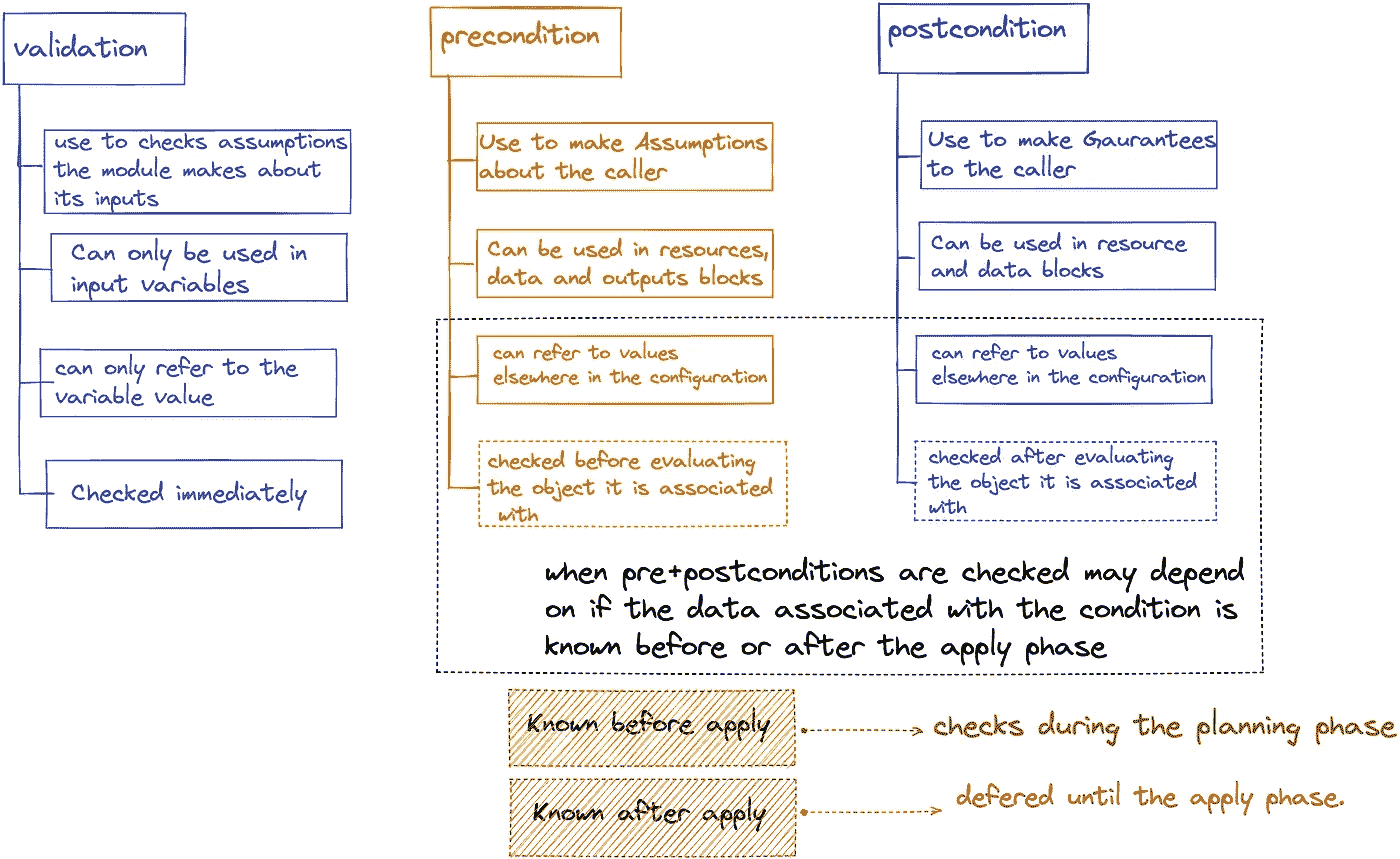 validation
use to checks assumptions
the module makes about
its inputs
Can only be used in
input variables
can only refer to the
variable value
Checked immediately
precondition
Use to make Assumptions
about the caller
Can be used in resources,
data and outputs blocks
can refer to values
elsewhere in the configuration
checked before evaluating
the object it is associated
with
postcondition
Use to make Gaurantees
to the caller
Can be used in resource
and data blocks
can refer to values
elsewhere in the configuration
checked after evaluating
the object it is associated
with
when pre+postconditions are checked may depend
on if the data associated with the condition is
known before or after the apply phase
Known before apply
checks during the planning phase
Known after apply
defered until the apply phase.